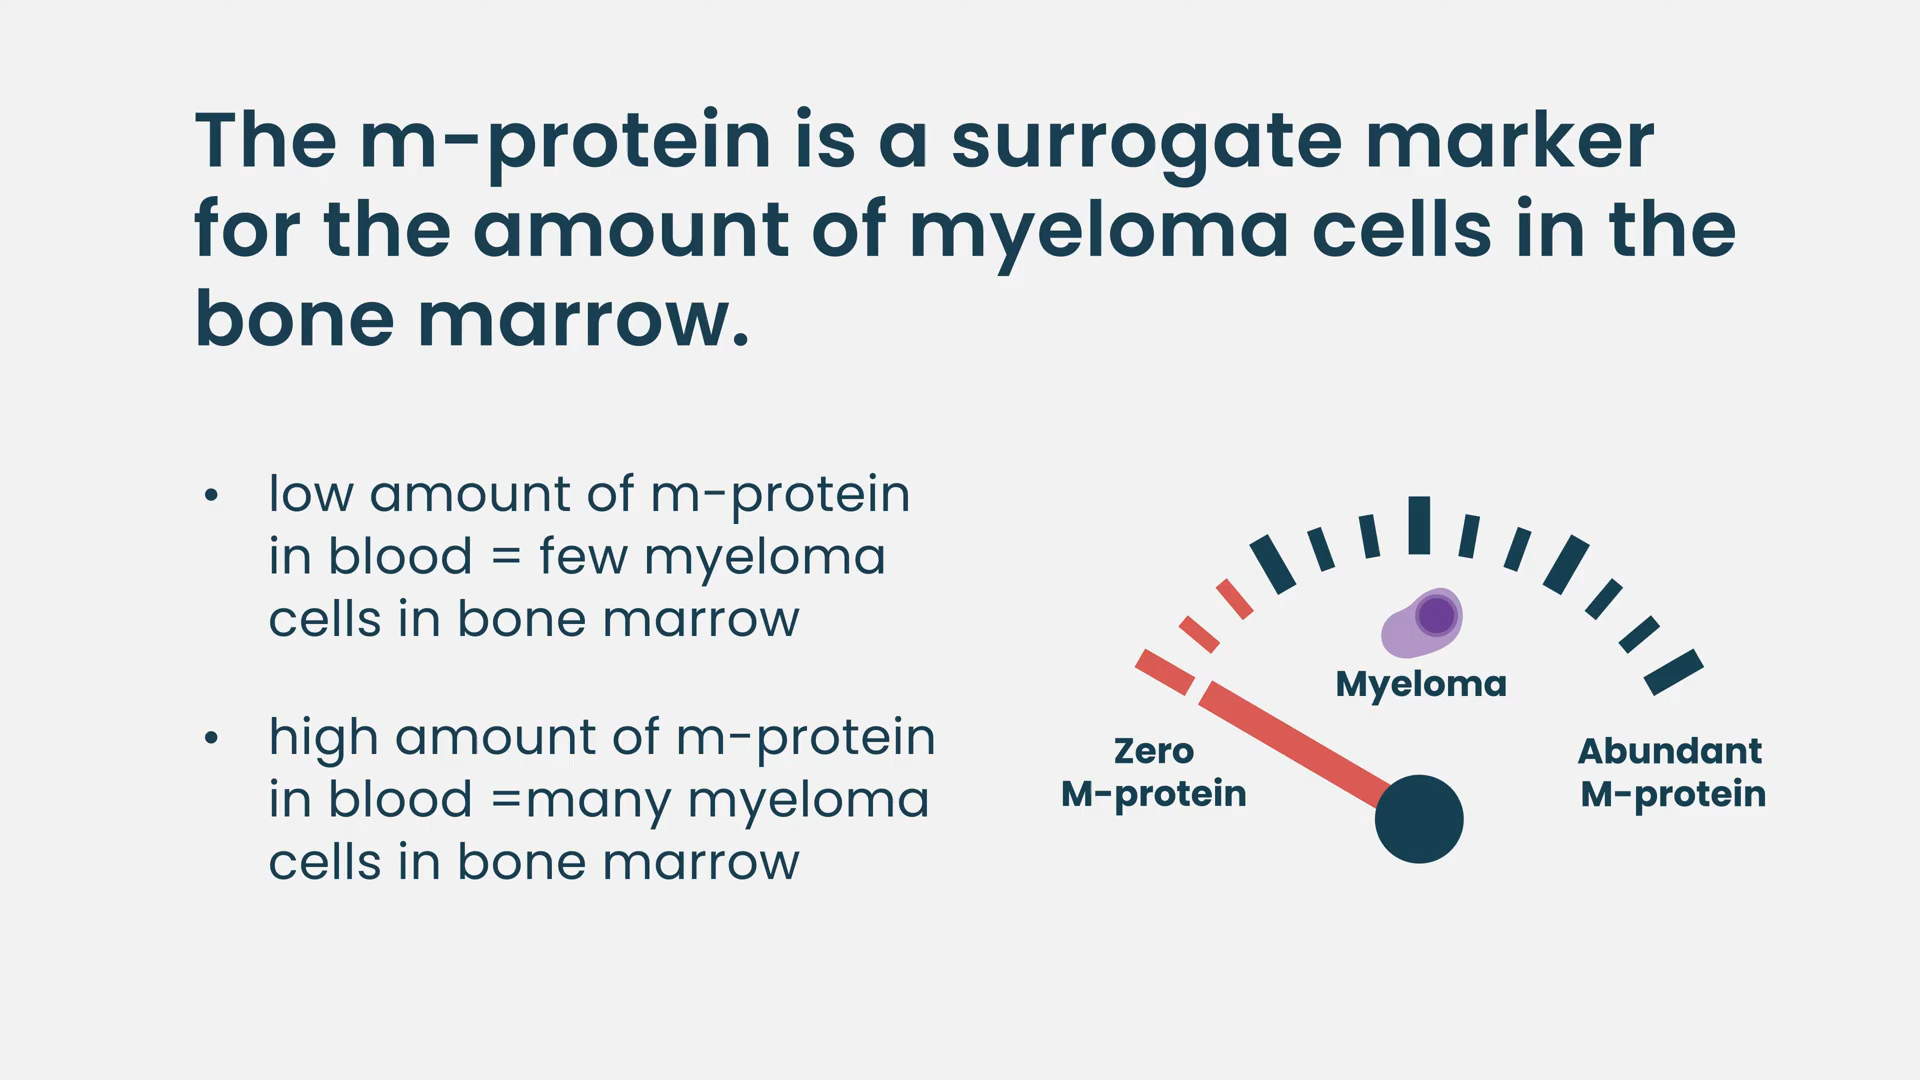 The m-protein is a surrogate marker
for the amount of myeloma cells in the
bone marrow.
• low amount of m-protein
in blood = few myeloma
cells in bone marrow
• high amount of m-protein
in blood =many myeloma
cells in bone marrow
Myeloma
Zero
M-protein
Abundant
M-protein